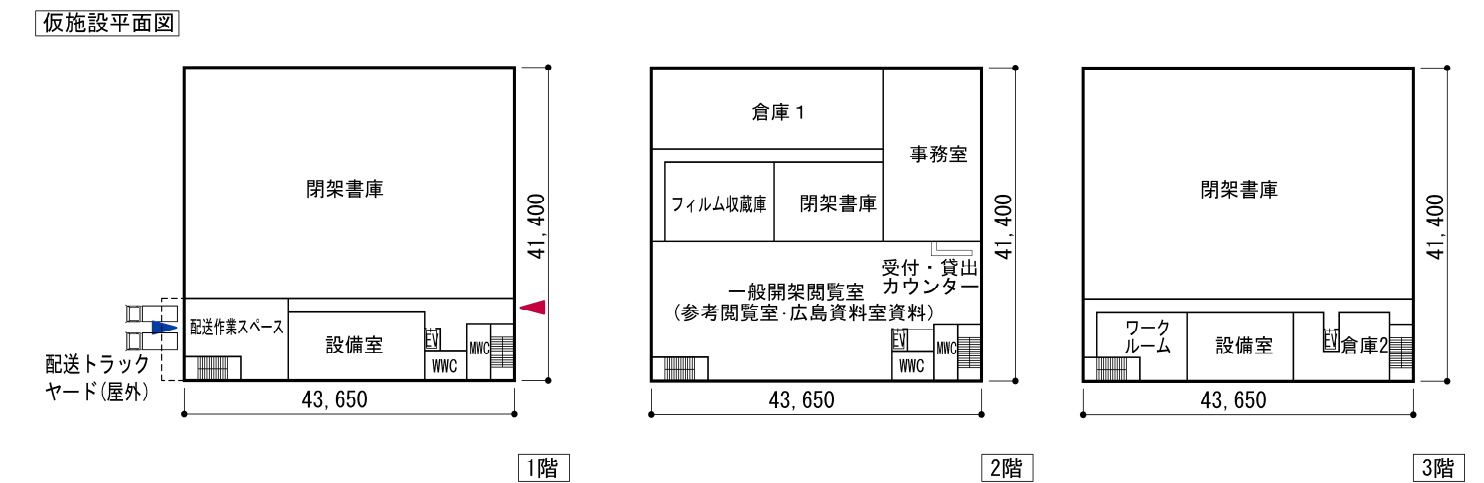 仮施設平面図
閉架書庫
配送作業スペース
設備室
EV
MWC
WWC
配送トラック
ヤード(屋外)
41,400
43,650
1階
倉庫1
事務室
フィルム収蔵庫
閉架書庫
受付・貸出
カウンター
一般開架閲覧室
(参考閲覧室・広島資料室資料)
EV
MWC
WWC
41,400
43,650
2階
閉架書庫
ワーク
ルーム
設備室
EV
倉庫2
41,400
43,650
3階